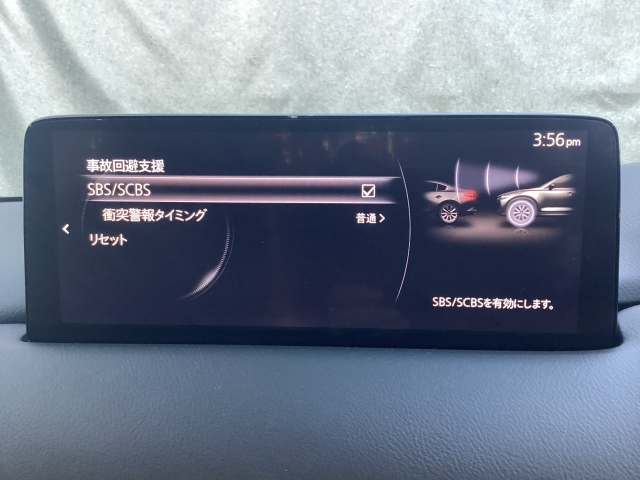 3:56pm
事故回避支援
SBS/SCBS
衝突警報タイミング 普通
リセット
SBS/SCBSを有効にします。